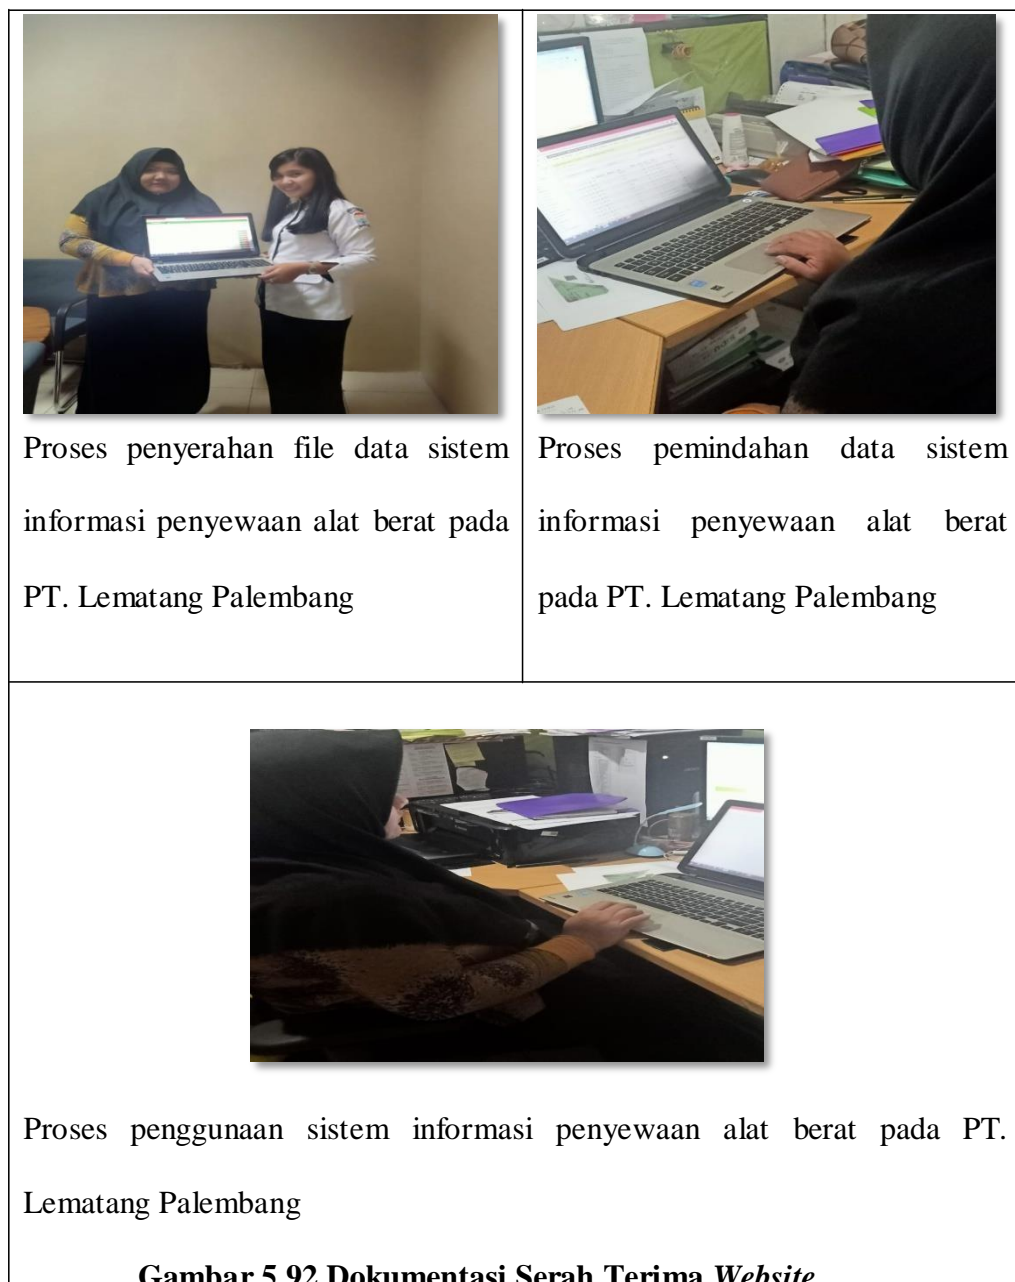 Proses penyerahan file data sistem
informasi penyewaan alat berat pada
PT. Lematang Palembang
Proses pemindahan data sistem
informasi penyewaan alat berat
pada PT. Lematang Palembang
Proses penggunaan sistem informasi penyewaan alat berat pada PT.
Lematang Palembang
Gambar 5.92 Dokumentasi Serah Terima Website